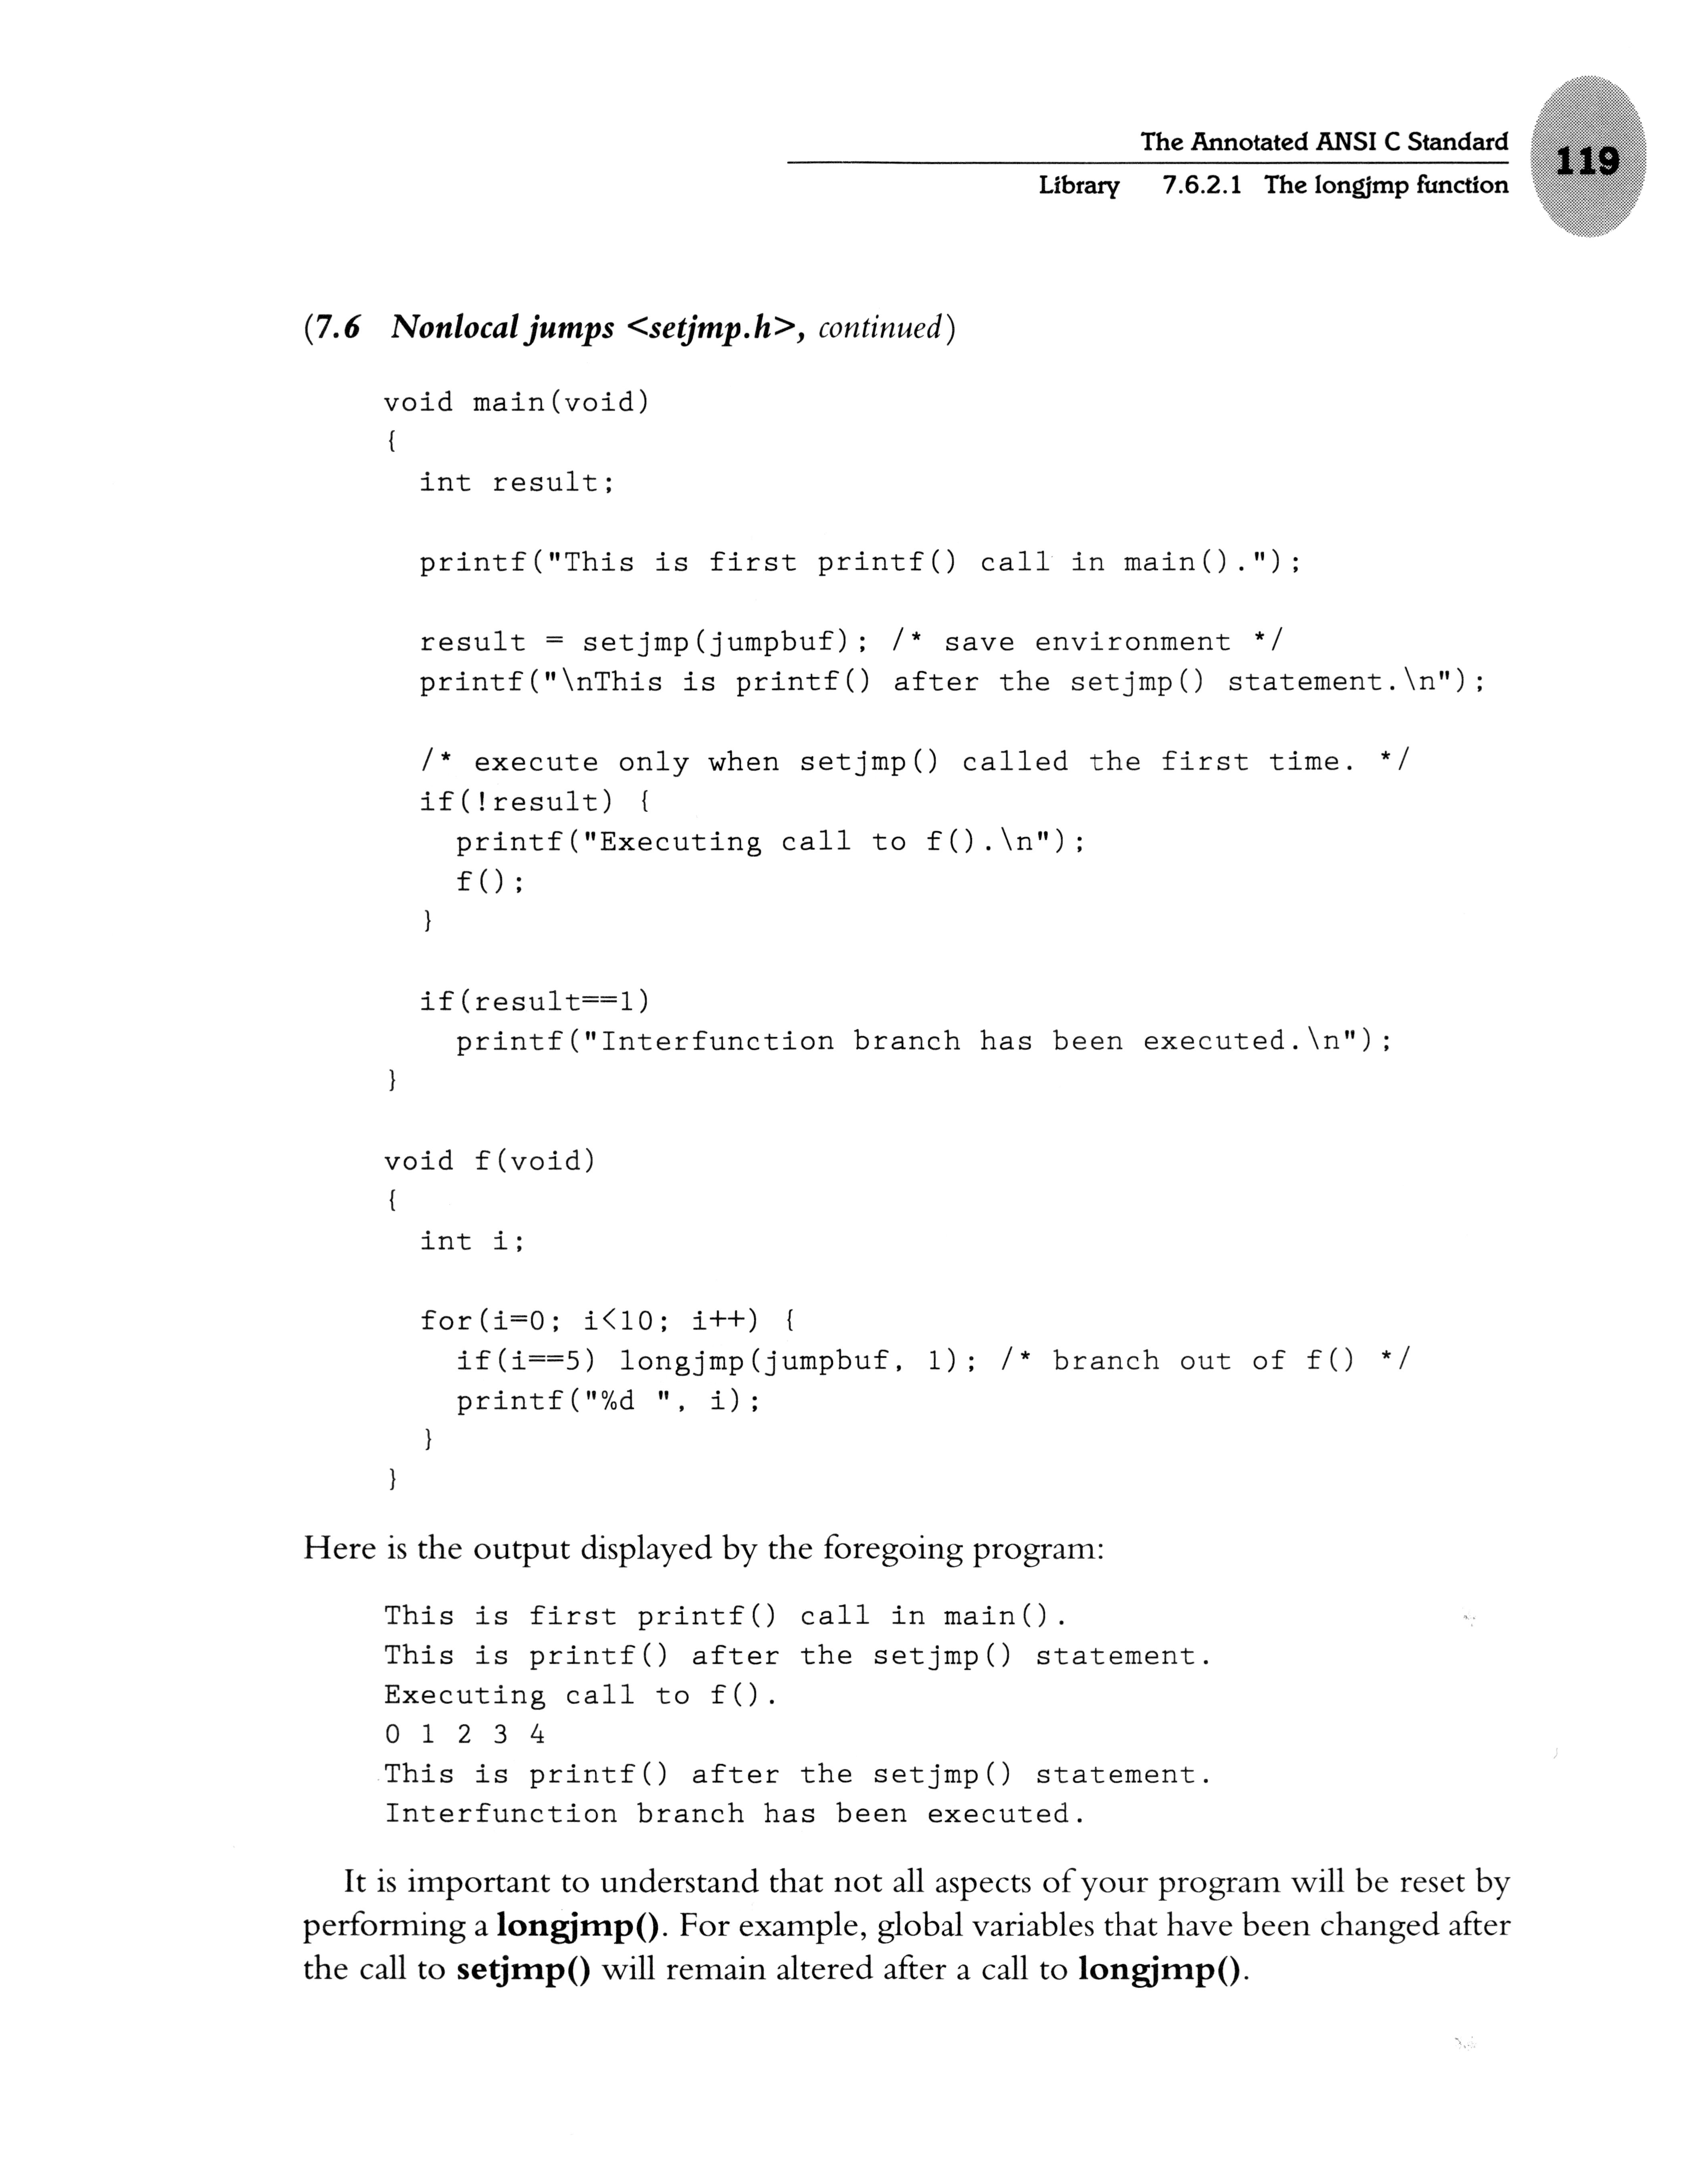 The Annotated ANSI C Standard
119
Library 7.6.2.1 The longjmp function
(7.6 Nonlocal jumps <setjmp.h>, continued)
void main(void)
{
  int result;

  printf("This is first printf() call in main().");

  result = setjmp(jumpbuf); /* save environment */
  printf("\nThis is printf() after the setjmp() statement.\n");

  /* execute only when setjmp() called the first time. */
  if(!result) {
    printf("Executing call to f().\n");
    f();
  }

  if(result==1)
    printf("Interfunction branch has been executed.\n");
}

void f(void)
{
  int i;

  for(i=0; i<10; i++) {
    if(i==5) longjmp(jumpbuf, 1); /* branch out of f() */
    printf("%d ", i);
  }
}
Here is the output displayed by the foregoing program:
This is first printf() call in main().
This is printf() after the setjmp() statement.
Executing call to f().
0 1 2 3 4
This is printf() after the setjmp() statement.
Interfunction branch has been executed.
It is important to understand that not all aspects of your program will be reset by
performing a longjmp(). For example, global variables that have been changed after
the call to setjmp() will remain altered after a call to longjmp().